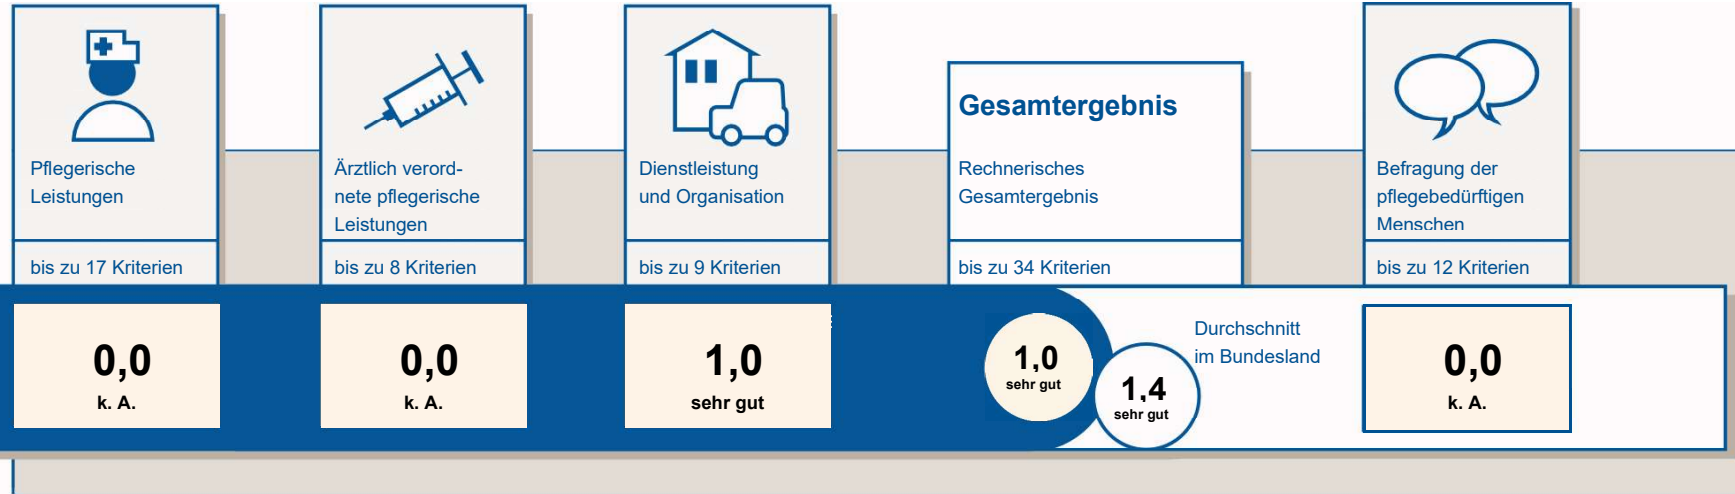 Pflegerische
Leistungen
bis zu 17 Kriterien
0,0
k. A.
Ärztlich verord-
nete pflegerische
Leistungen
bis zu 8 Kriterien
0,0
k. A.
Dienstleistung
und Organisation
bis zu 9 Kriterien
1,0
sehr gut
Gesamtergebnis
Rechnerisches
Gesamtergebnis
bis zu 34 Kriterien
1,0
sehr gut
1,4
sehr gut
Durchschnitt
im Bundesland
Befragung der
pflegebedürftigen
Menschen
bis zu 12 Kriterien
0,0
k. A.